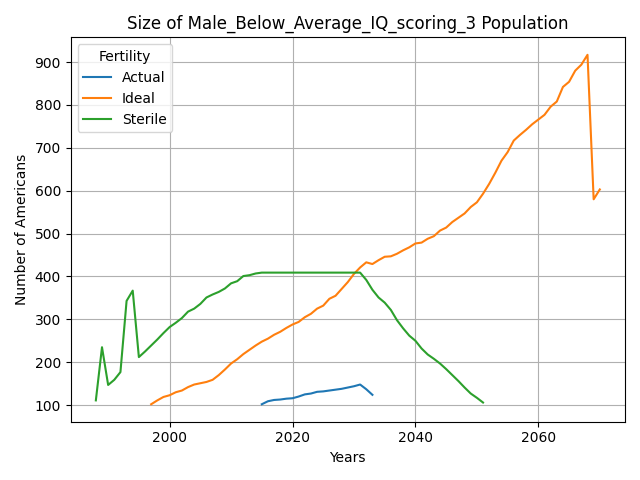 Size of Male_Below_Average_IQ_scoring_3 Population
Fertility
Actual
Ideal
Sterile
Number of Americans
900
800
700
600
500
400
300
200
100
2000
2020
2040
2060
Years